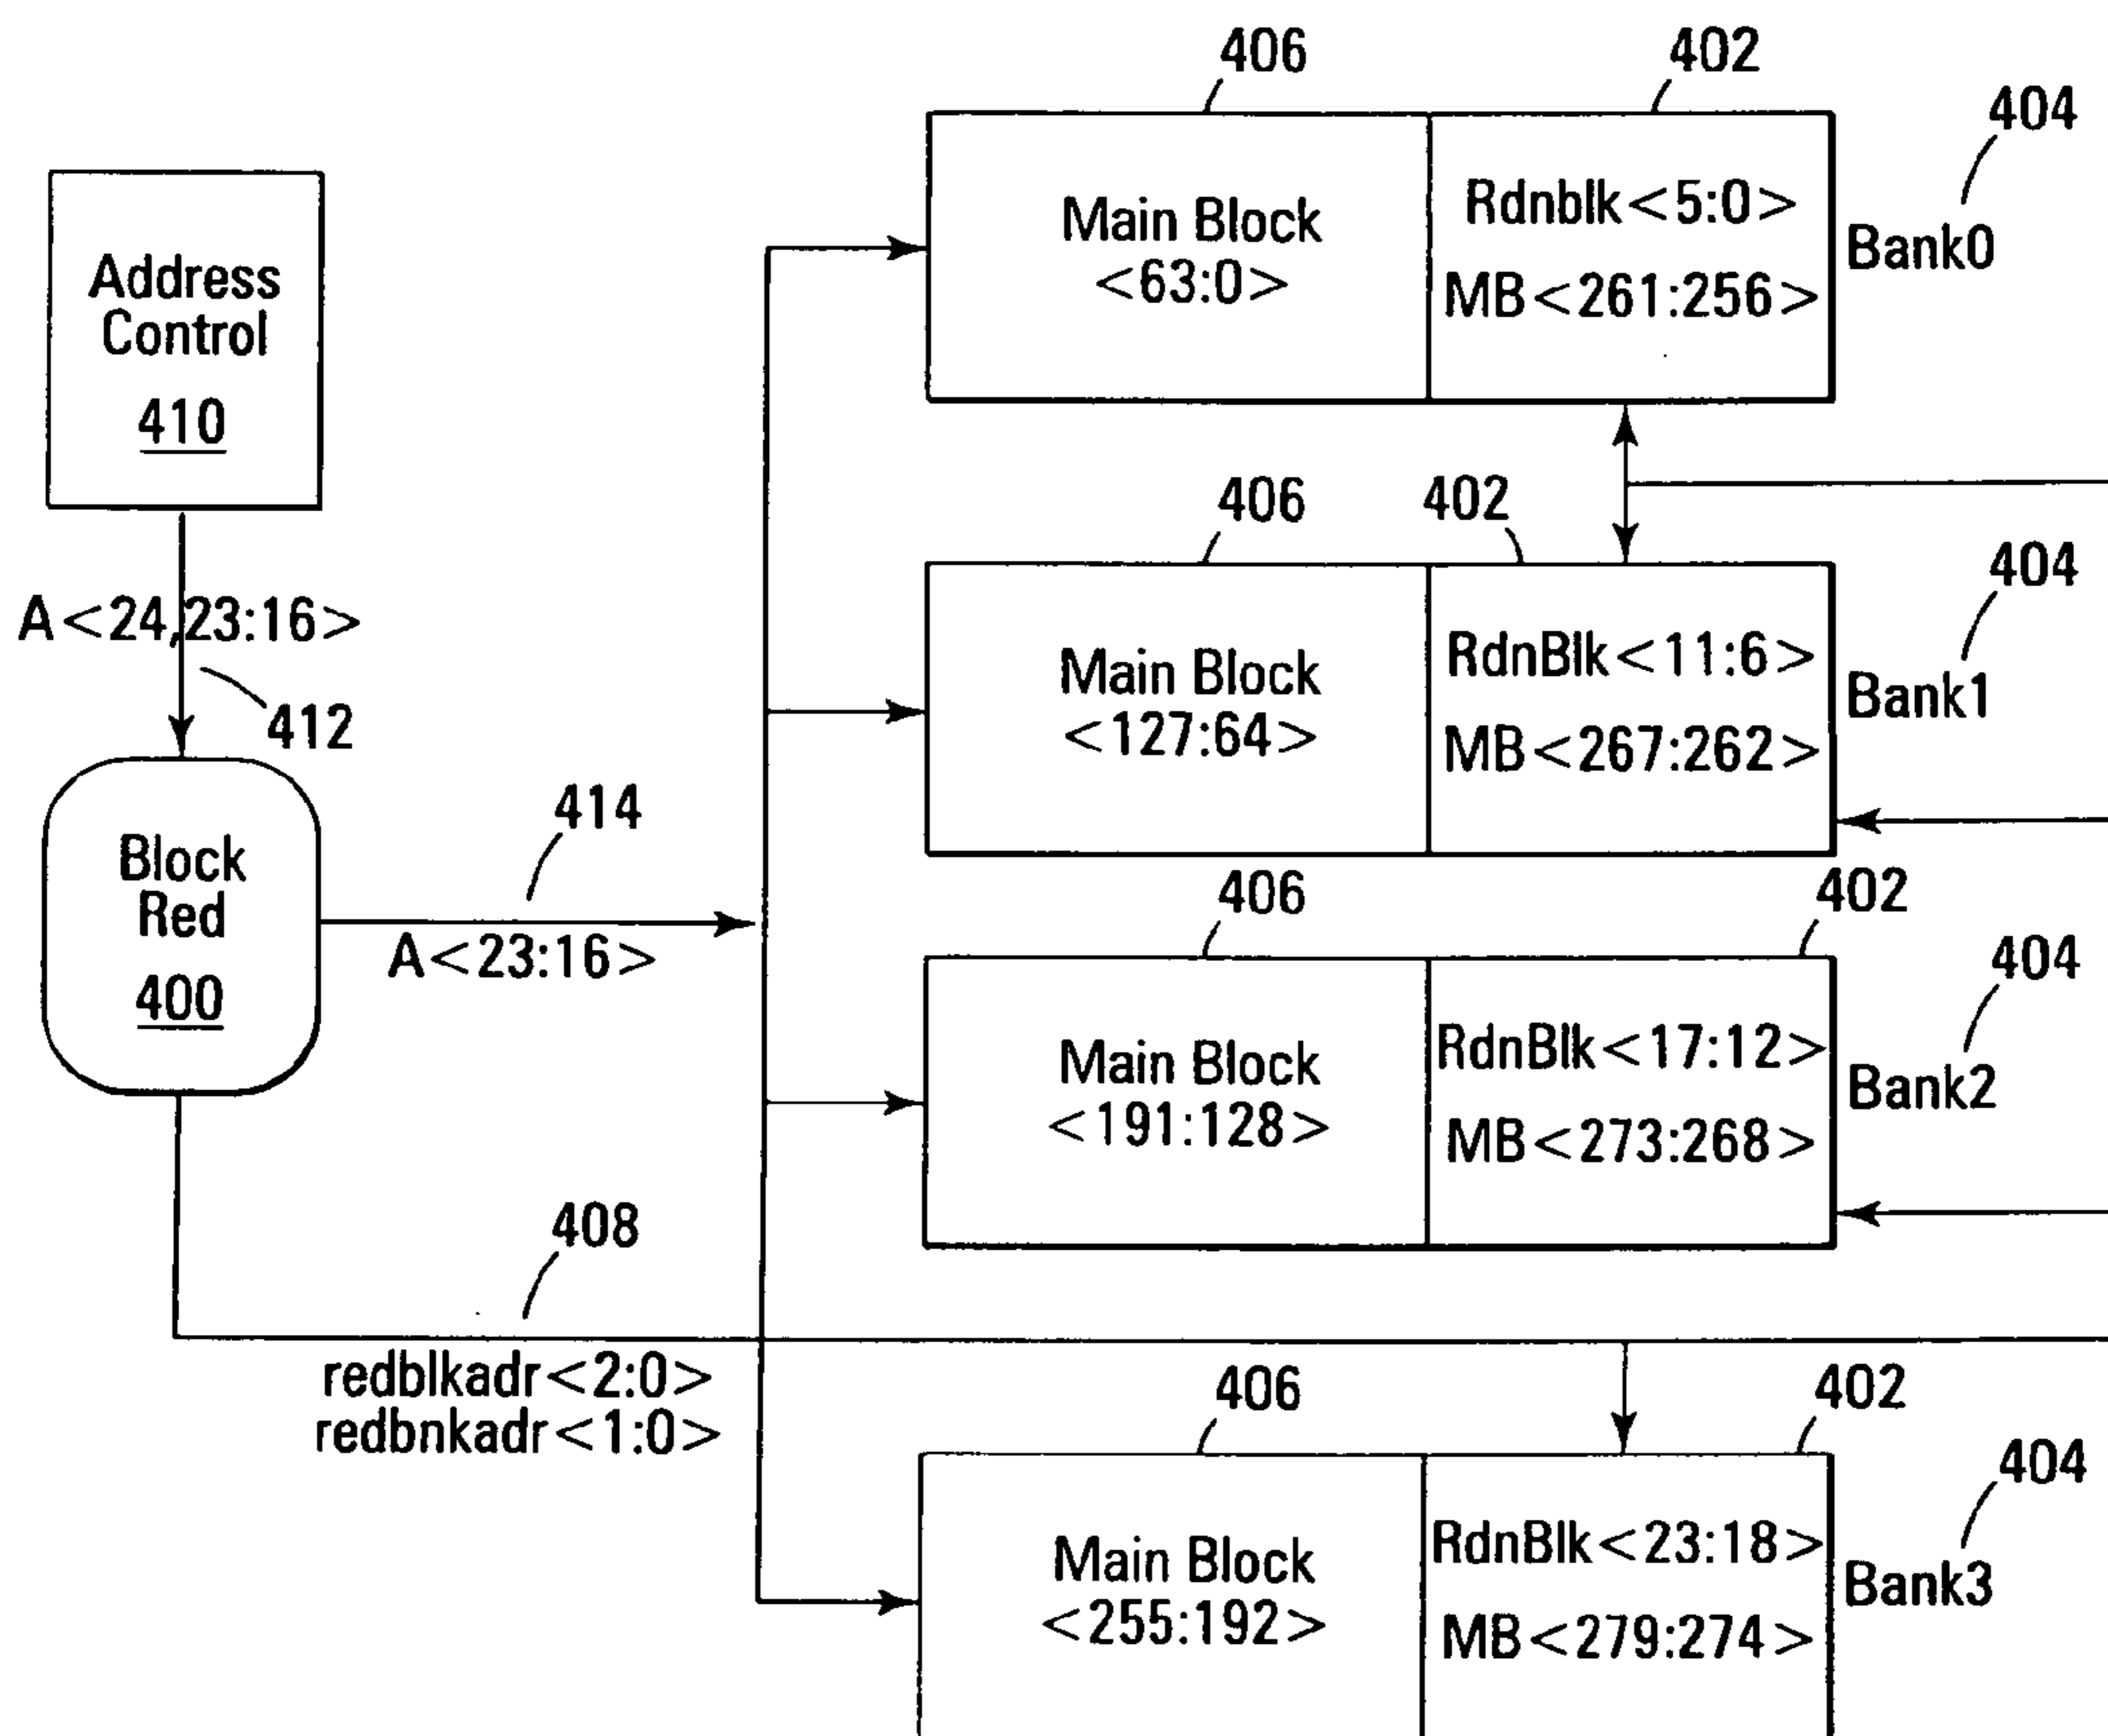 406
402
404
Main Block
<63:0>
Rdnblk<5:0>
MB<261:256>
Bank0
Address
Control
410
A<24,23:16>
412
406
402
404
Main Block
<127:64>
RdnBlk<11:6>
MB<267:262>
Bank1
Block
Red
400
414
A<23:16>
406
402
404
Main Block
<191:128>
RdnBlk<17:12>
MB<273:268>
Bank2
408
redblkadr<2:0>
redbnkadr<1:0>
406
402
404
Main Block
<255:192>
RdnBlk<23:18>
MB<279:274>
Bank3